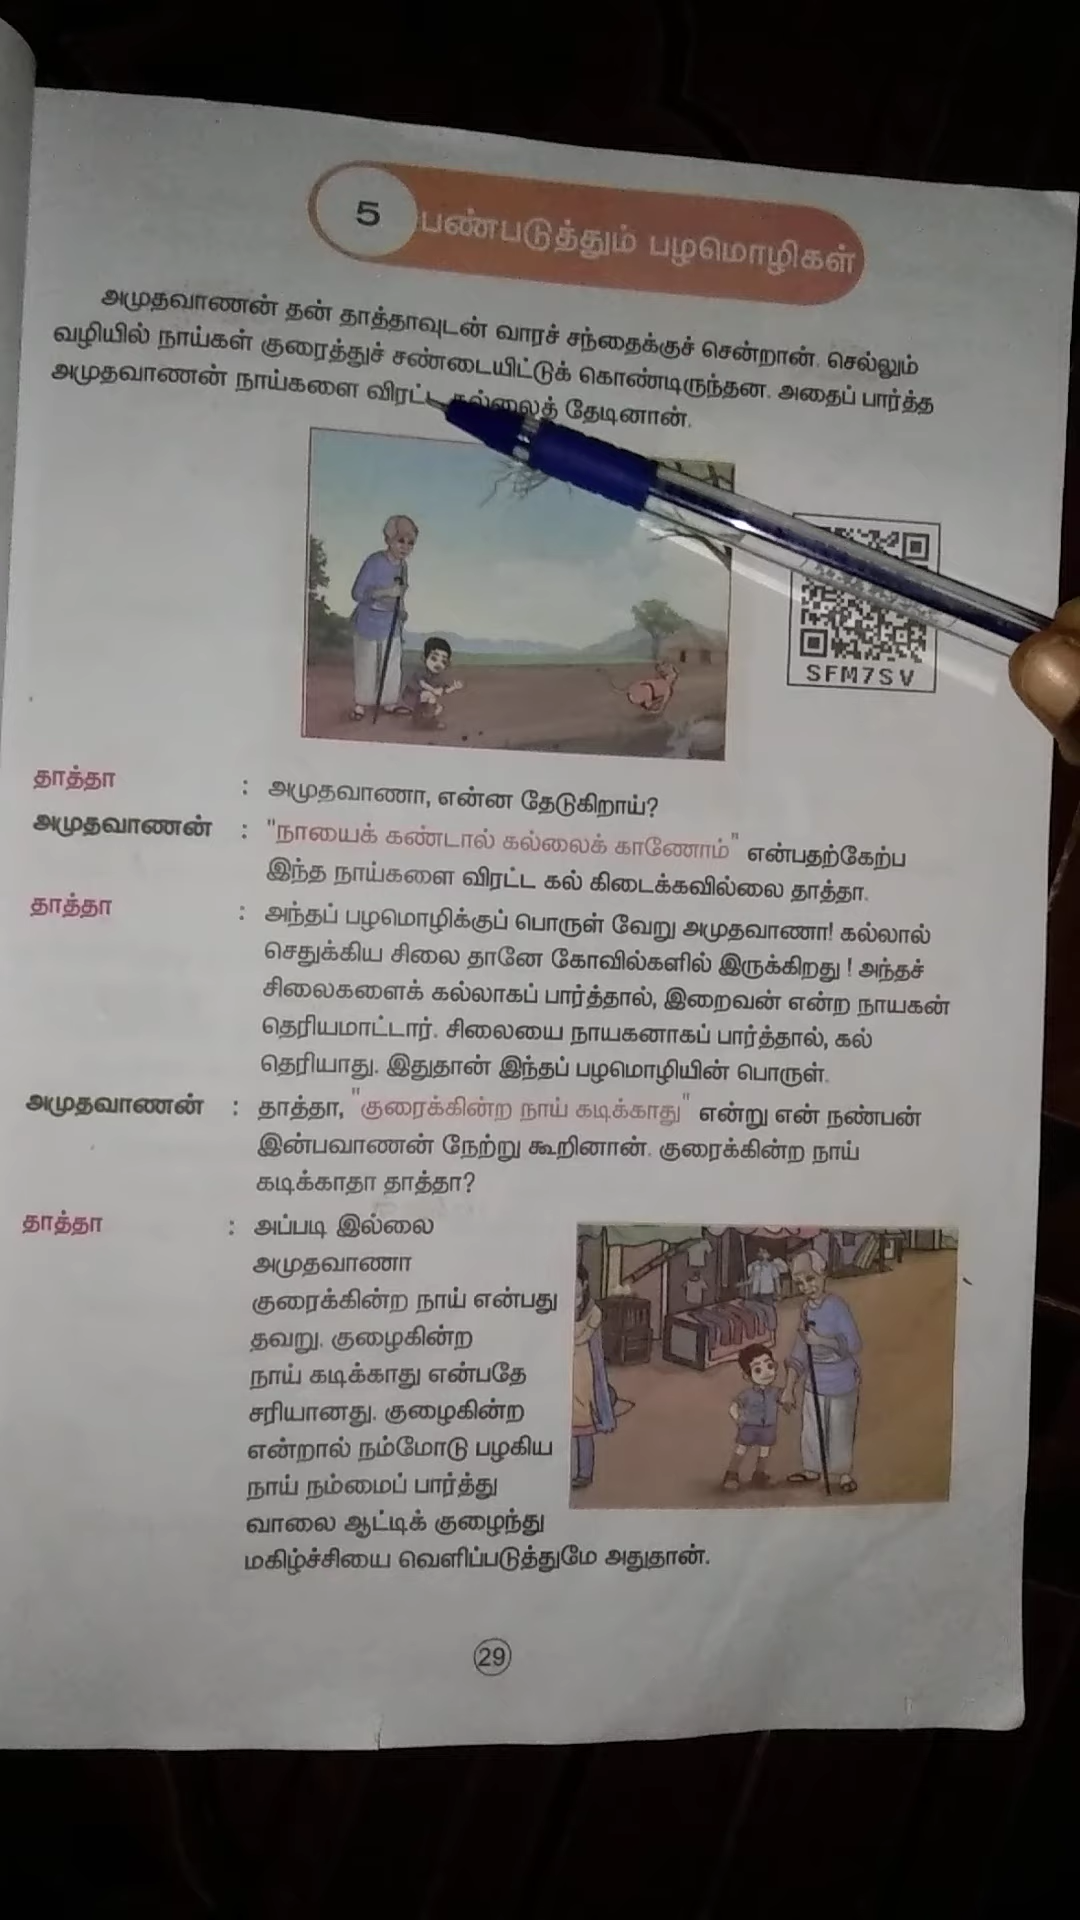 5
பண்படுத்தும் பழமொழிகள்
அமுதவாணன் தன் தாத்தாவுடன் வாரச் சந்தைக்குச் சென்றான். செல்லும்
வழியில் நாய்கள் குரைத்துச் சண்டையிட்டுக் கொண்டிருந்தன. அதைப் பார்த்த
அமுதவாணன் நாய்களை விரட்ட கல்லைத் தேடினான்.
SFM7SV
தாத்தா : அமுதவாணா, என்ன தேடுகிறாய்?
அமுதவாணன் : "நாயைக் கண்டால் கல்லைக் காணோம்" என்பதற்கேற்ப
இந்த நாய்களை விரட்ட கல் கிடைக்கவில்லை தாத்தா.
தாத்தா : அந்தப் பழமொழிக்குப் பொருள் வேறு அமுதவாணா! கல்லால்
செதுக்கிய சிலை தானே கோவில்களில் இருக்கிறது ! அந்தச்
சிலைகளைக் கல்லாகப் பார்த்தால், இறைவன் என்ற நாயகன்
தெரியமாட்டார். சிலையை நாயகனாகப் பார்த்தால், கல்
தெரியாது. இதுதான் இந்தப் பழமொழியின் பொருள்.
அமுதவாணன் : தாத்தா, "குரைக்கின்ற நாய் கடிக்காது" என்று என் நண்பன்
இன்பவாணன் நேற்று கூறினான். குரைக்கின்ற நாய்
கடிக்காதா தாத்தா?
தாத்தா : அப்படி இல்லை
அமுதவாணா
குரைக்கின்ற நாய் என்பது
தவறு. குழைகின்ற
நாய் கடிக்காது என்பதே
சரியானது. குழைகின்ற
என்றால் நம்மோடு பழகிய
நாய் நம்மைப் பார்த்து
வாலை ஆட்டிக் குழைந்து
மகிழ்ச்சியை வெளிப்படுத்துமே அதுதான்.
29